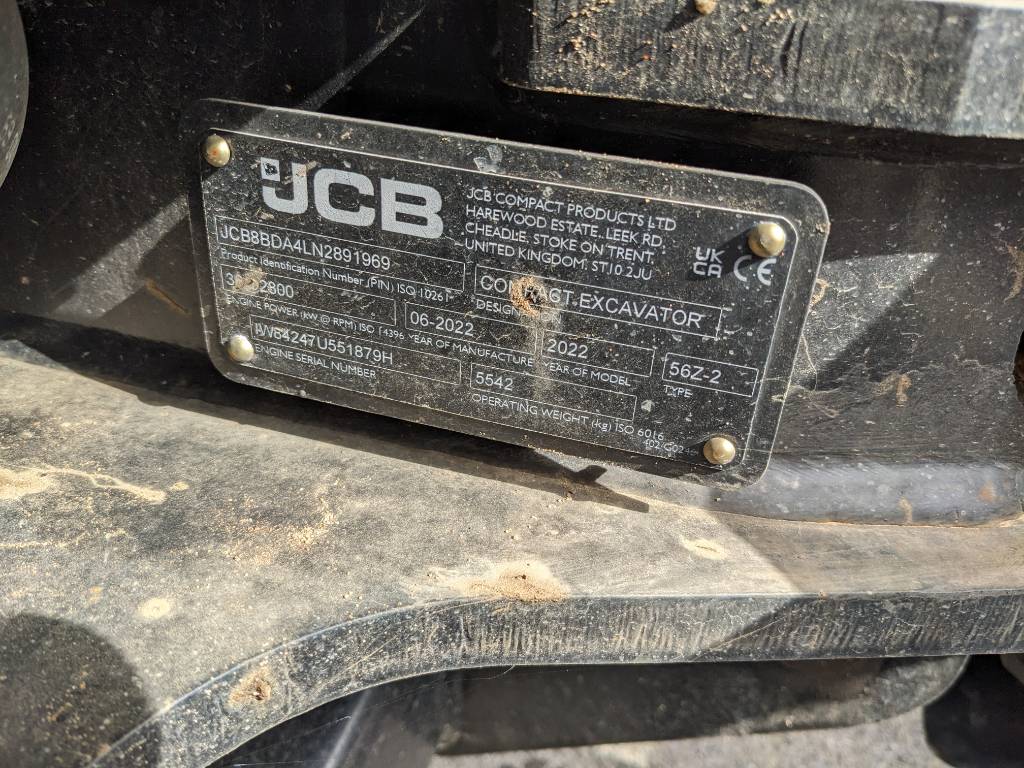 JCB
JCB COMPACT PRODUCTS LTD
HAREWOOD ESTATE, LEEK RD,
CHEADLE, STOKE ON TRENT,
UNITED KINGDOM, ST10 2JU
UK
CA
CE
JCB8BDA4LN2891969
Product Identification Number (PIN) ISO 10261
COMPACT EXCAVATOR
2800
ENGINE POWER (kW @ RPM) ISO 14396
06-2022
YEAR OF MANUFACTURE
2022
YEAR OF MODEL
56Z-2
TYPE
ENGINE SERIAL NUMBER
5542
OPERATING WEIGHT (kg) ISO 6016